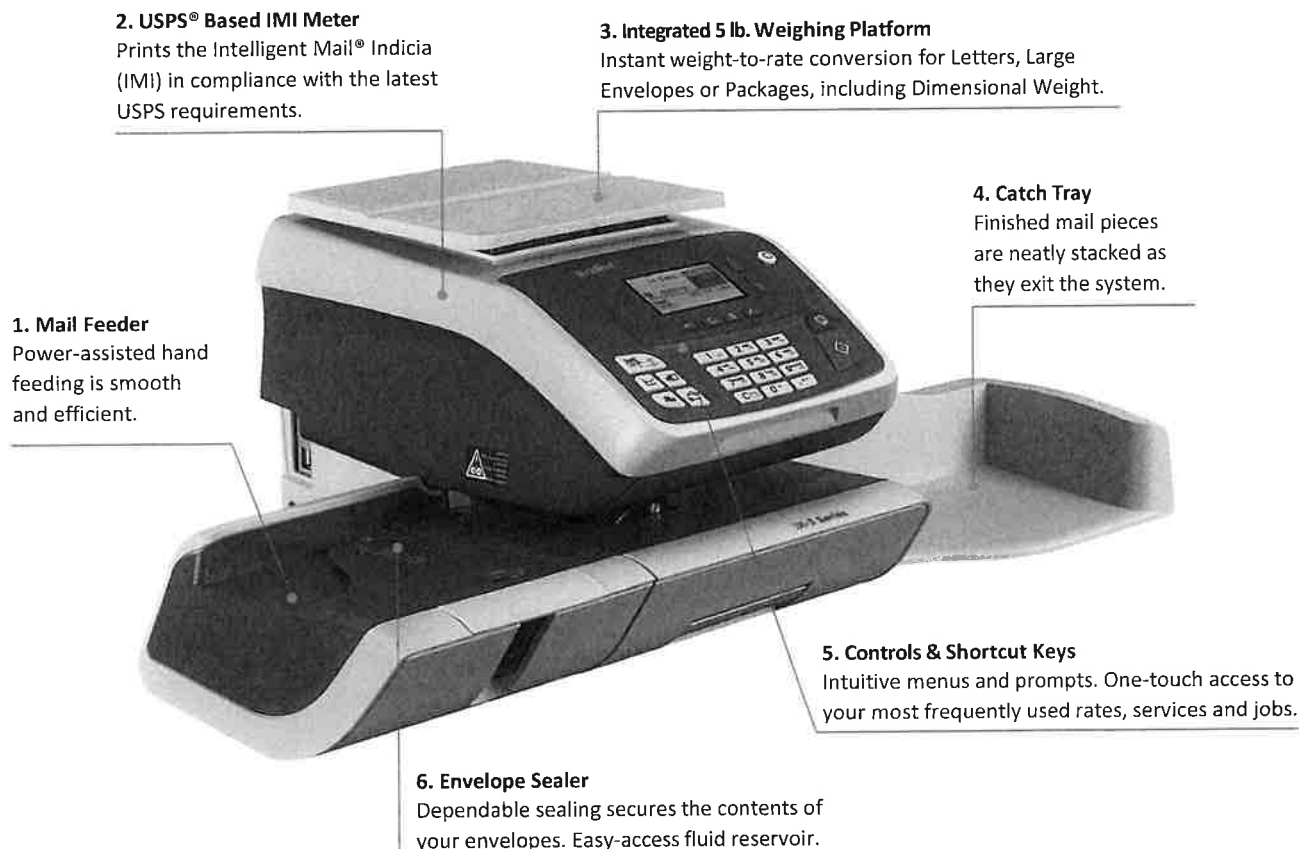 2. USPS® Based IMI Meter
Prints the Intelligent Mail® Indicia
(IMI) in compliance with the latest
USPS requirements.
3. Integrated 5 lb. Weighing Platform
Instant weight-to-rate conversion for Letters, Large
Envelopes or Packages, including Dimensional Weight.
4. Catch Tray
Finished mail pieces
are neatly stacked as
they exit the system.
1. Mail Feeder
Power-assisted hand
feeding is smooth
and efficient.
5. Controls & Shortcut Keys
Intuitive menus and prompts. One-touch access to
your most frequently used rates, services and jobs.
6. Envelope Sealer
Dependable sealing secures the contents of
your envelopes. Easy-access fluid reservoir.
Series